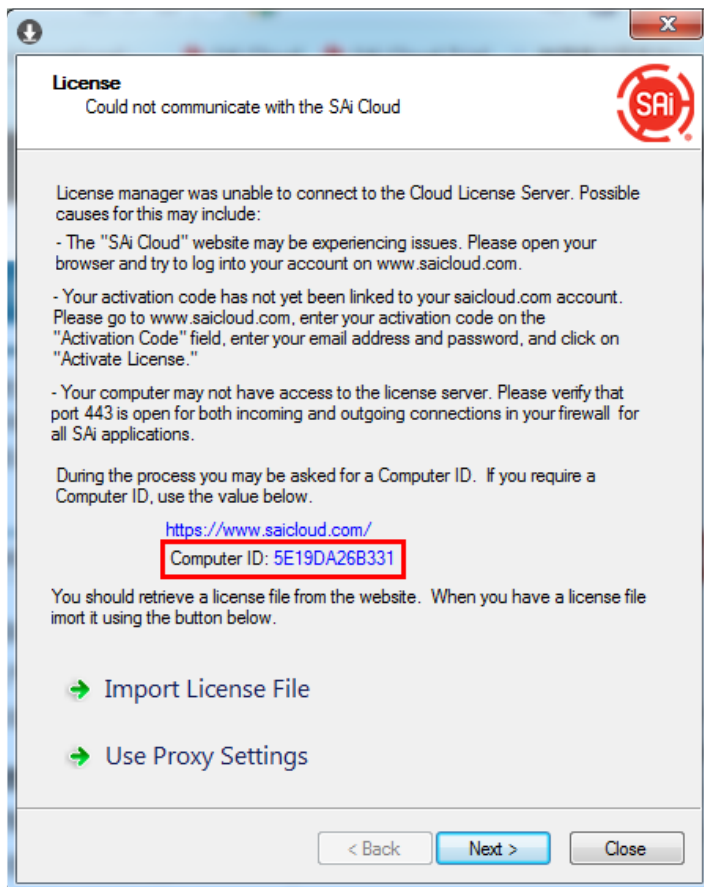 License
Could not communicate with the SAi Cloud
SAi
License manager was unable to connect to the Cloud License Server. Possible
causes for this may include:
- The "SAi Cloud" website may be experiencing issues. Please open your
browser and try to log into your account on www.saicloud.com.
- Your activation code has not yet been linked to your saicloud.com account.
Please go to www.saicloud.com, enter your activation code on the
"Activation Code" field, enter your email address and password, and click on
"Activate License."
- Your computer may not have access to the license server. Please verify that
port 443 is open for both incoming and outgoing connections in your firewall for
all SAi applications.
During the process you may be asked for a Computer ID. If you require a
Computer ID, use the value below.
https://www.saicloud.com/
Computer ID: 5E19DA26B331
You should retrieve a license file from the website. When you have a license file
imort it using the button below.
Import License File
Use Proxy Settings
< Back
Next >
Close